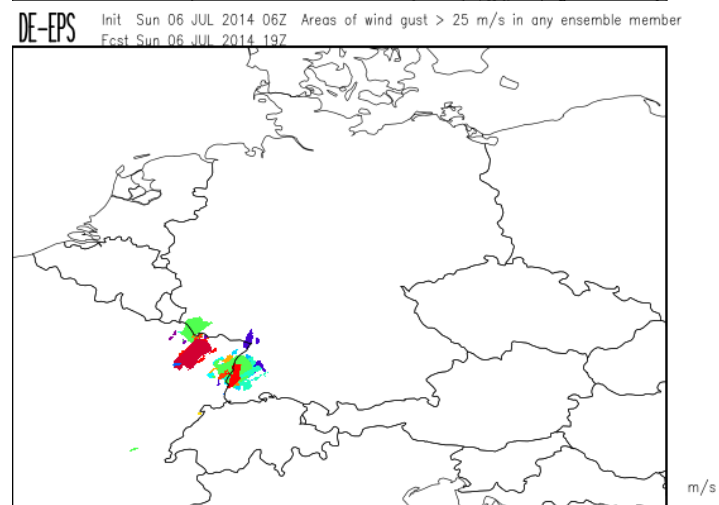 DE-EPS
Init Sun 06 JUL 2014 06Z Areas of wind gust > 25 m/s in any ensemble member
Fcst Sun 06 JUL 2014 19Z
m/s